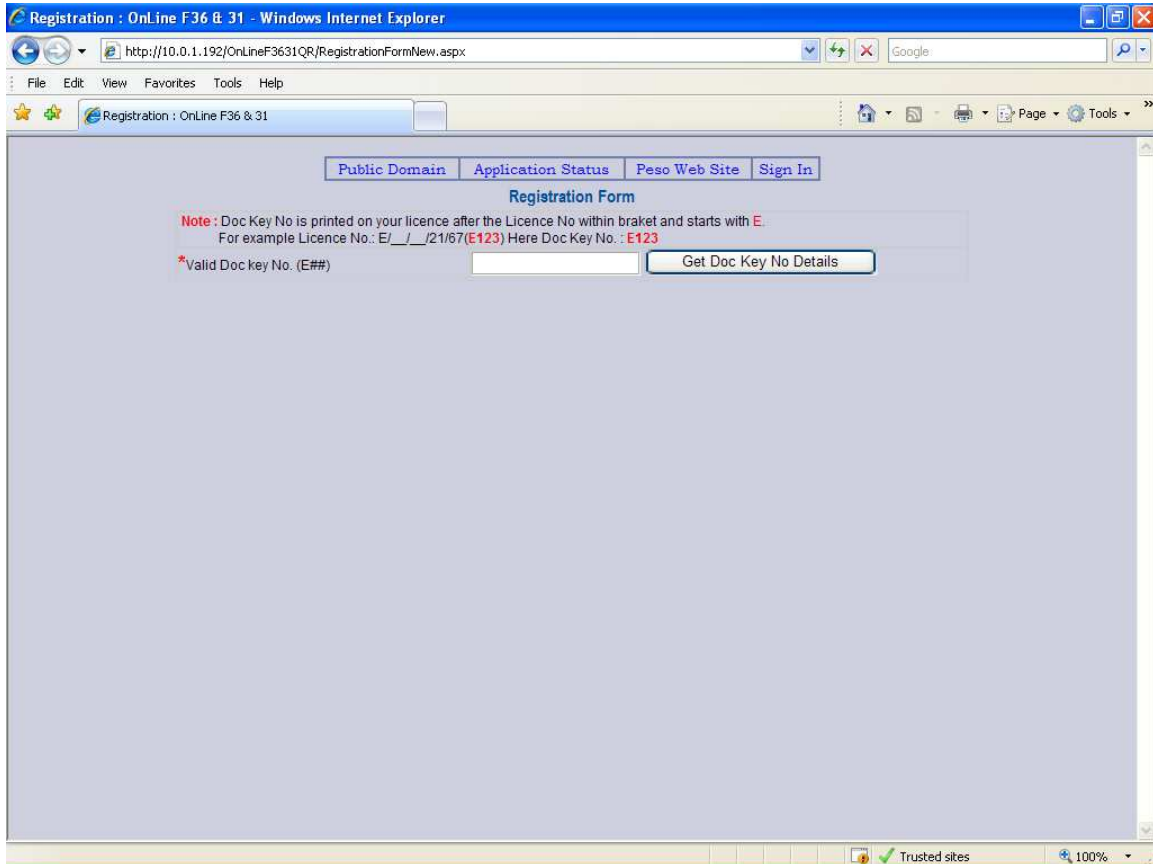 Registration : OnLine F36 & 31 - Windows Internet Explorer
http://10.0.1.192/OnLineF3631QR/RegistrationFormNew.aspx
Google
File Edit View Favorites Tools Help
Registration : OnLine F36 & 31
Page Tools »
Public Domain Application Status Peso Web Site Sign In
Registration Form
Note : Doc Key No is printed on your licence after the Licence No within braket and starts with E.
For example Licence No.: E/__/__/21/67(E123) Here Doc Key No. : E123
*Valid Doc key No. (E##) Get Doc Key No Details
Trusted sites 100%